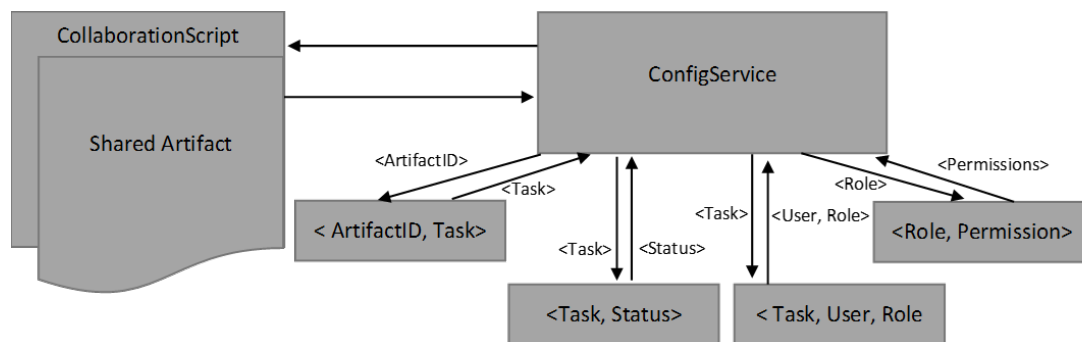 CollaborationScript
Shared Artifact
ConfigService
<ArtifactID>
<Task>
< ArtifactID, Task>
<Task>
<Status>
<Task, Status>
<Task>
<User, Role>
< Task, User, Role
<Role>
<Permissions>
<Role, Permission>